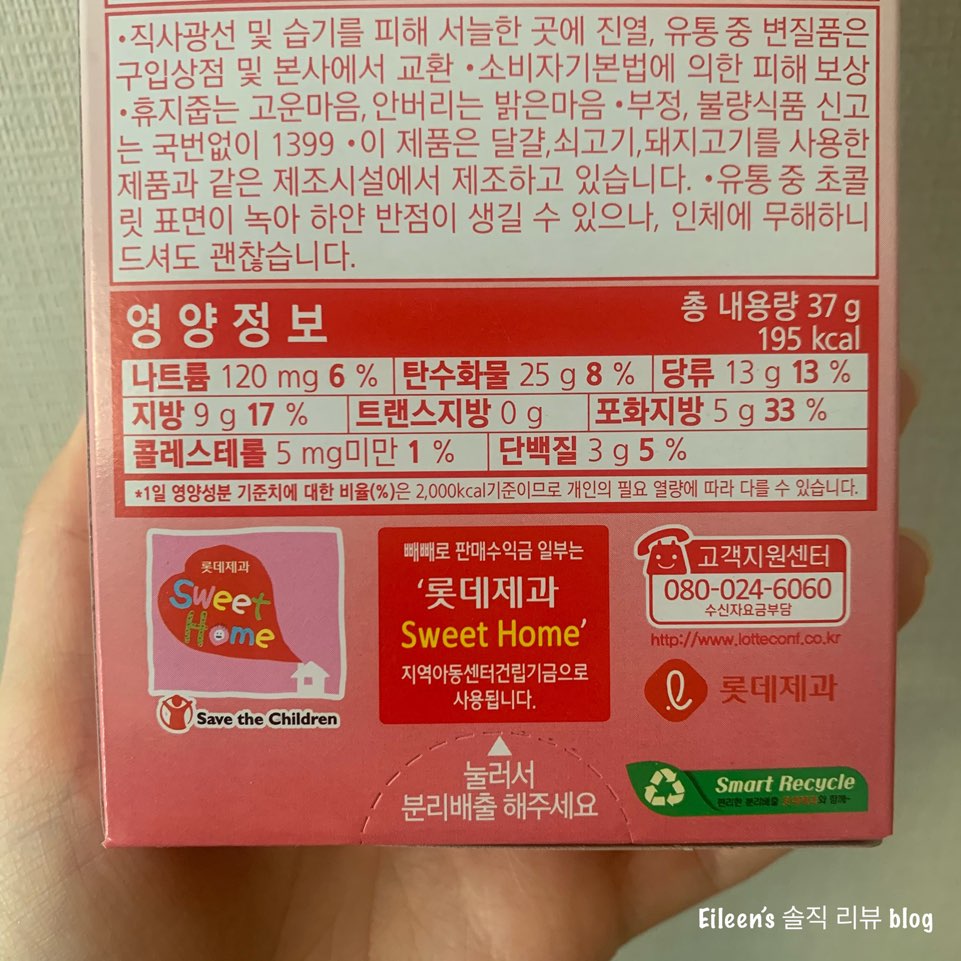 •직사광선 및 습기를 피해 서늘한 곳에 진열, 유통 중 변질품은
구입상점 및 본사에서 교환 •소비자기본법에 의한 피해 보상
•휴지줍는 고운마음, 안버리는 밝은마음 •부정, 불량식품 신고
는 국번없이 1399 •이 제품은 달걀,쇠고기,돼지고기를 사용한
제품과 같은 제조시설에서 제조하고 있습니다. •유통 중 초콜
릿 표면이 녹아 하얀 반점이 생길 수 있으나, 인체에 무해하니
드셔도 괜찮습니다.
영양정보
총 내용량 37 g
195 kcal
나트륨 120 mg 6 % 탄수화물 25 g 8 % 당류 13 g 13 %
지방 9 g 17 % 트랜스지방 0 g 포화지방 5 g 33 %
콜레스테롤 5 mg미만 1 % 단백질 3 g 5 %
*1일 영양성분 기준치에 대한 비율(%)은 2,000kcal기준이므로 개인의 필요 열량에 따라 다를 수 있습니다.
롯데제과
Sweet
Home
Save the Children
빼빼로 판매수익금 일부는
‘롯데제과
Sweet Home’
지역아동센터건립기금으로
사용됩니다.
고객지원센터
080-024-6060
수신자요금부담
http://www.lotteconf.co.kr
롯데제과
눌러서
분리배출 해주세요
Smart Recycle
편리한 분리배출 롯데제과와 함께~
Eileen's 솔직 리뷰 blog